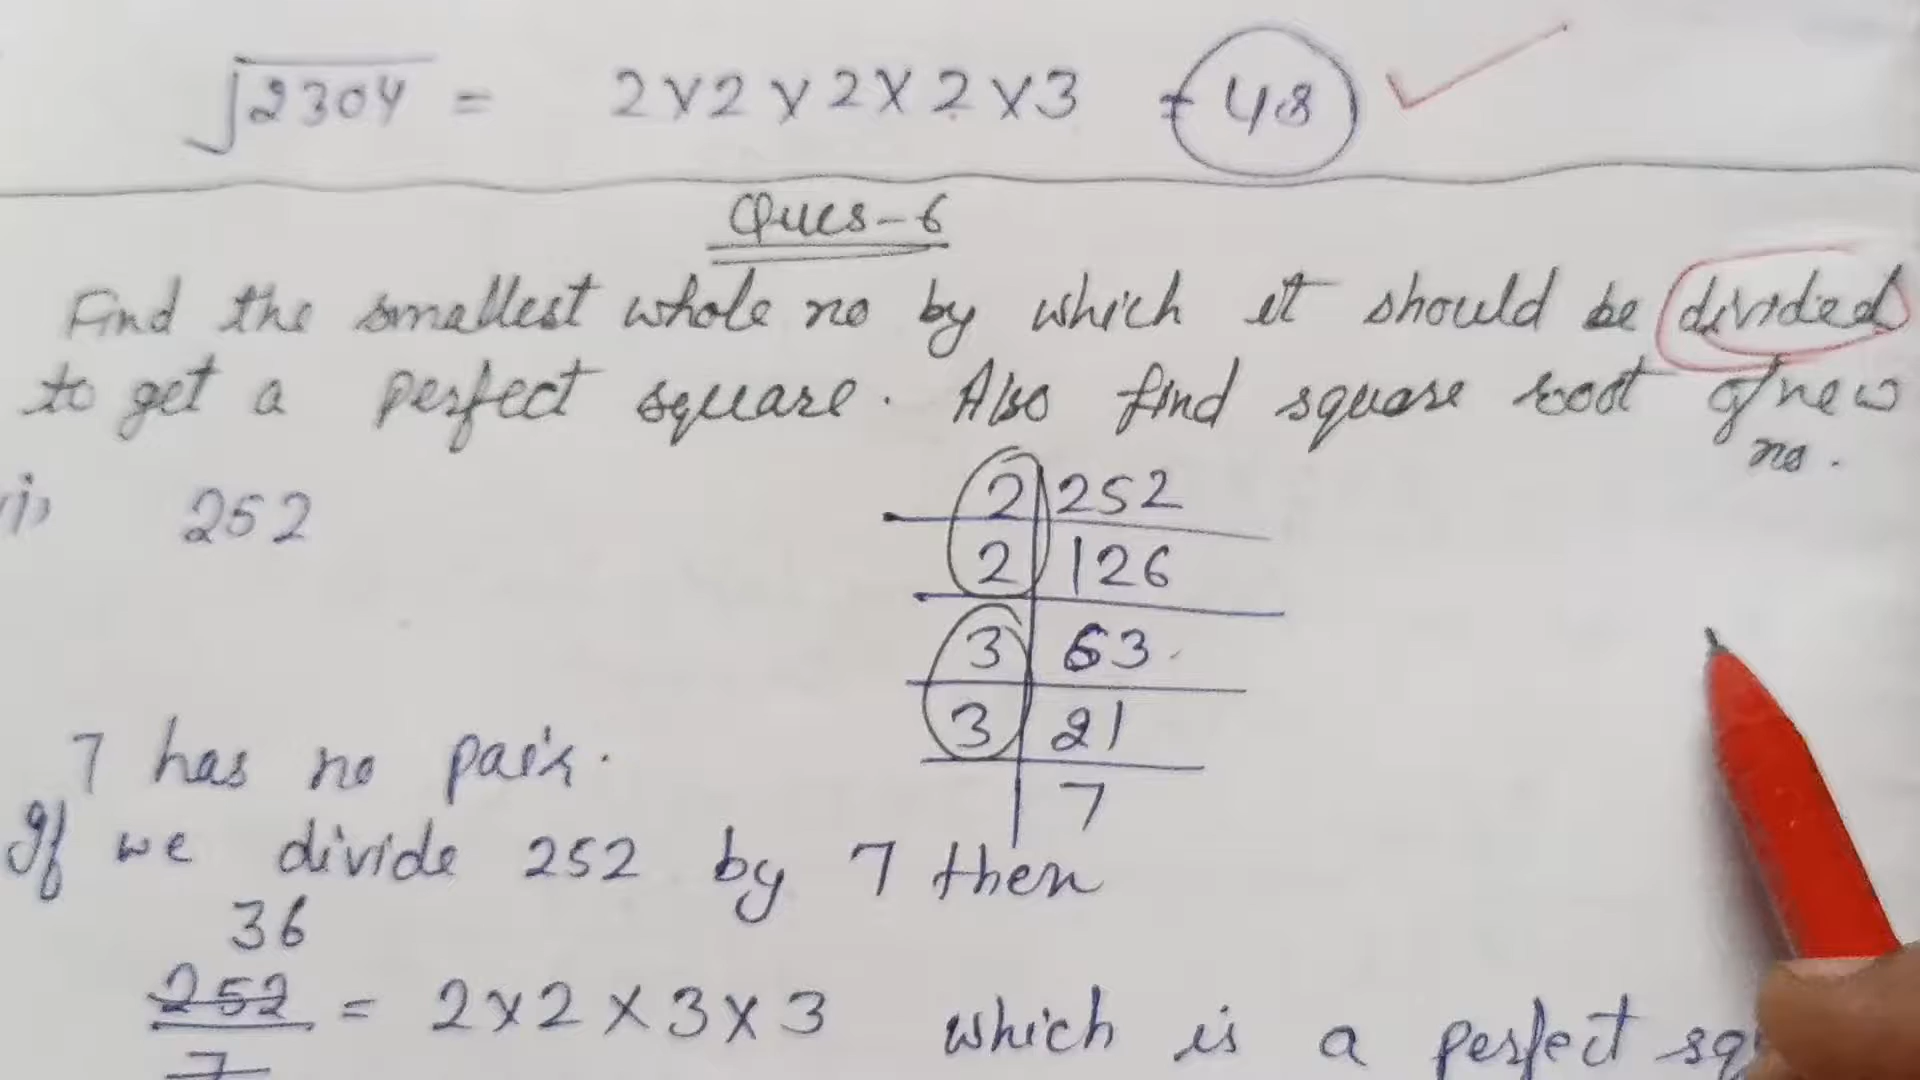 √2304 = 2×2×2×2×3 = 48
Ques-6
Find the smallest whole no by which it should be divided
to get a perfect square. Also find square root of new
no.
(i) 252
2 | 252
2 | 126
3 | 63
3 | 21
7
7 has no pair.
If we divide 252 by 7 then
36
252/7 = 2×2×3×3 which is a perfect